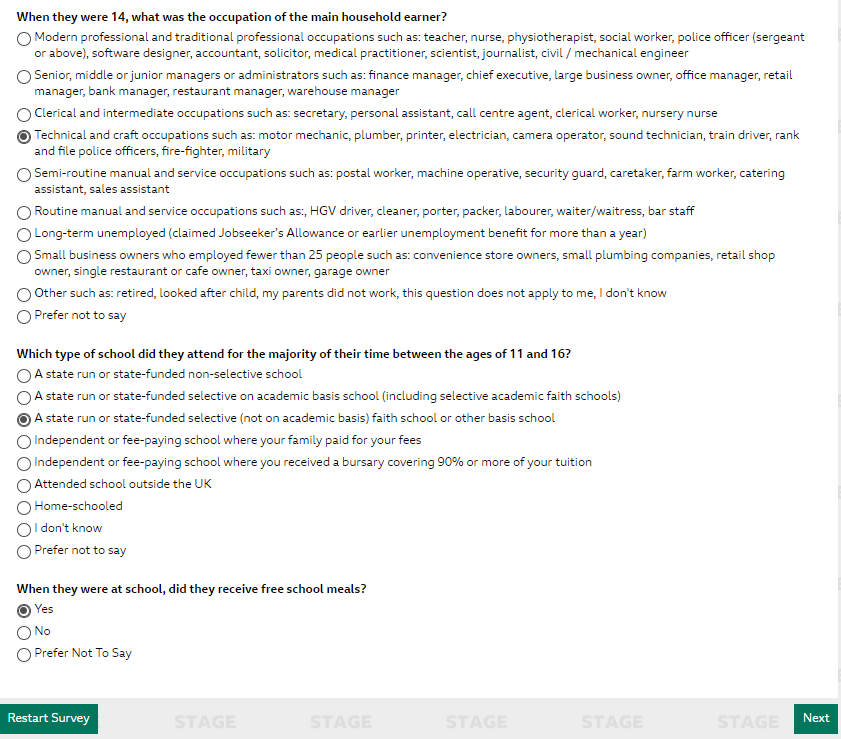 When they were 14, what was the occupation of the main household earner?
Modern professional and traditional professional occupations such as: teacher, nurse, physiotherapist, social worker, police officer (sergeant
or above), software designer, accountant, solicitor, medical practitioner, scientist, journalist, civil / mechanical engineer
Senior, middle or junior managers or administrators such as: finance manager, chief executive, large business owner, office manager, retail
manager, bank manager, restaurant manager, warehouse manager
Clerical and intermediate occupations such as: secretary, personal assistant, call centre agent, clerical worker, nursery nurse
Technical and craft occupations such as: motor mechanic, plumber, printer, electrician, camera operator, sound technician, train driver, rank
and file police officers, fire-fighter, military
Semi-routine manual and service occupations such as: postal worker, machine operative, security guard, caretaker, farm worker, catering
assistant, sales assistant
Routine manual and service occupations such as:, HGV driver, cleaner, porter, packer, labourer, waiter/waitress, bar staff
Long-term unemployed (claimed Jobseeker's Allowance or earlier unemployment benefit for more than a year)
Small business owners who employed fewer than 25 people such as: convenience store owners, small plumbing companies, retail shop
owner, single restaurant or cafe owner, taxi owner, garage owner
Other such as: retired, looked after child, my parents did not work, this question does not apply to me, I don't know
Prefer not to say
Which type of school did they attend for the majority of their time between the ages of 11 and 16?
A state run or state-funded non-selective school
A state run or state-funded selective on academic basis school (including selective academic faith schools)
A state run or state-funded selective (not on academic basis) faith school or other basis school
Independent or fee-paying school where your family paid for your fees
Independent or fee-paying school where you received a bursary covering 90% or more of your tuition
Attended school outside the UK
Home-schooled
I don't know
Prefer not to say
When they were at school, did they receive free school meals?
Yes
No
Prefer Not To Say
Restart Survey STAGE STAGE STAGE STAGE STAGE Next